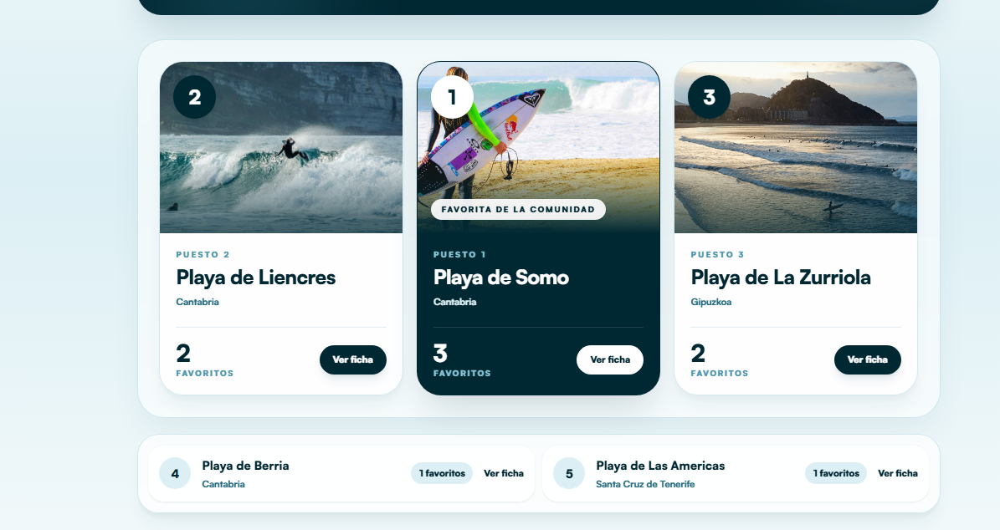 2
PUESTO 2
Playa de Liencres
Cantabria
2
FAVORITOS
Ver ficha
1
Red Bull
FAVORITA DE LA COMUNIDAD
PUESTO 1
Playa de Somo
Cantabria
3
FAVORITOS
Ver ficha
3
PUESTO 3
Playa de La Zurriola
Gipuzkoa
2
FAVORITOS
Ver ficha
4
Playa de Berria
Cantabria
1 favoritos
Ver ficha
5
Playa de Las Americas
Santa Cruz de Tenerife
1 favoritos
Ver ficha